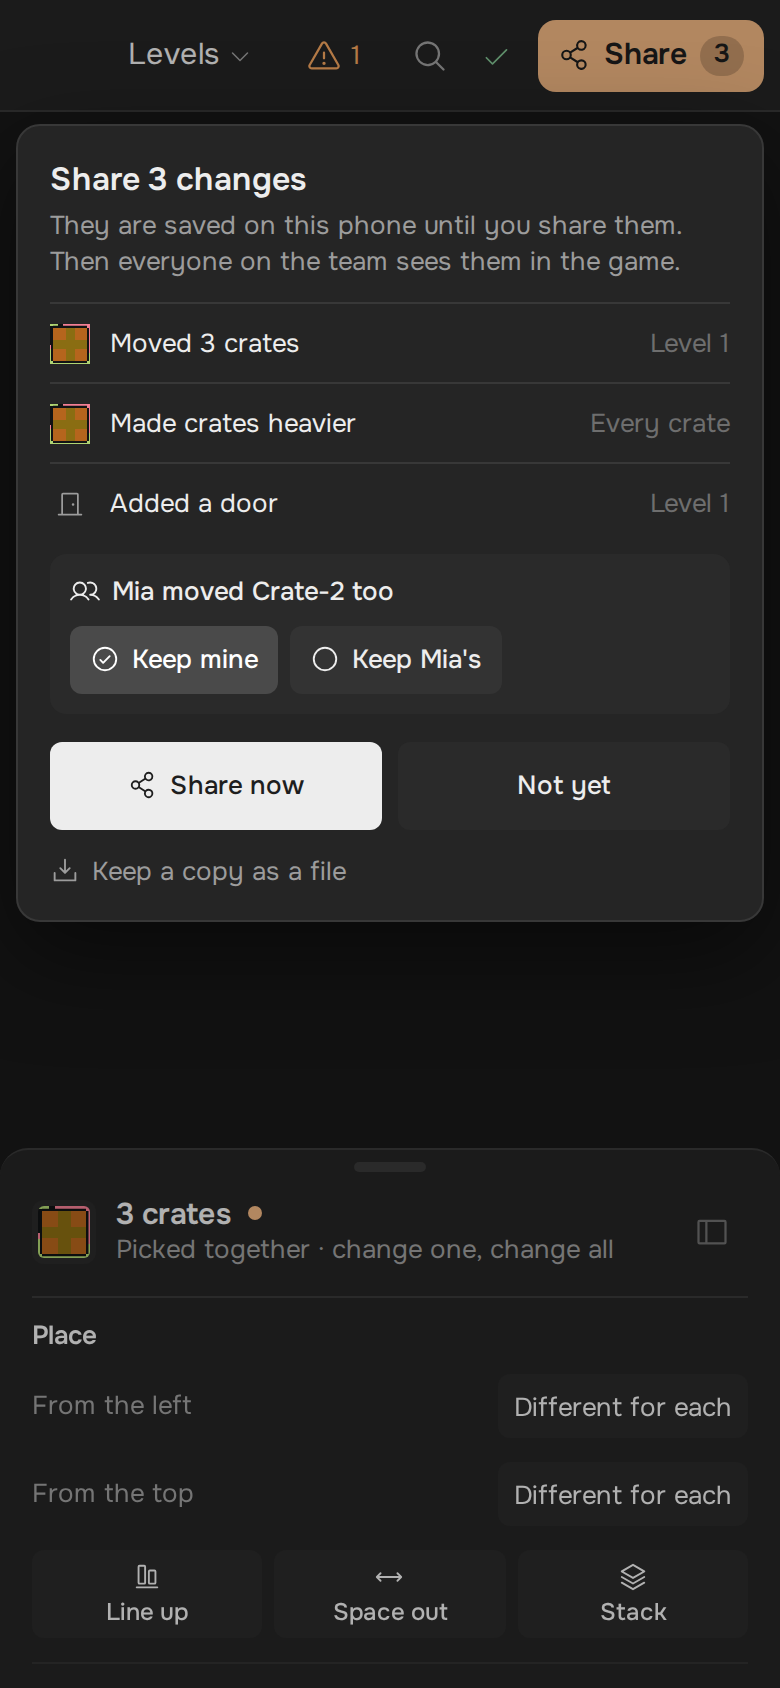 Levels
1
Share 3
Share 3 changes
They are saved on this phone until you share them.
Then everyone on the team sees them in the game.
Moved 3 crates Level 1
Made crates heavier Every crate
Added a door Level 1
Mia moved Crate-2 too
Keep mine Keep Mia's
Share now Not yet
Keep a copy as a file
3 crates
Picked together · change one, change all
Place
From the left Different for each
From the top Different for each
Line up Space out Stack